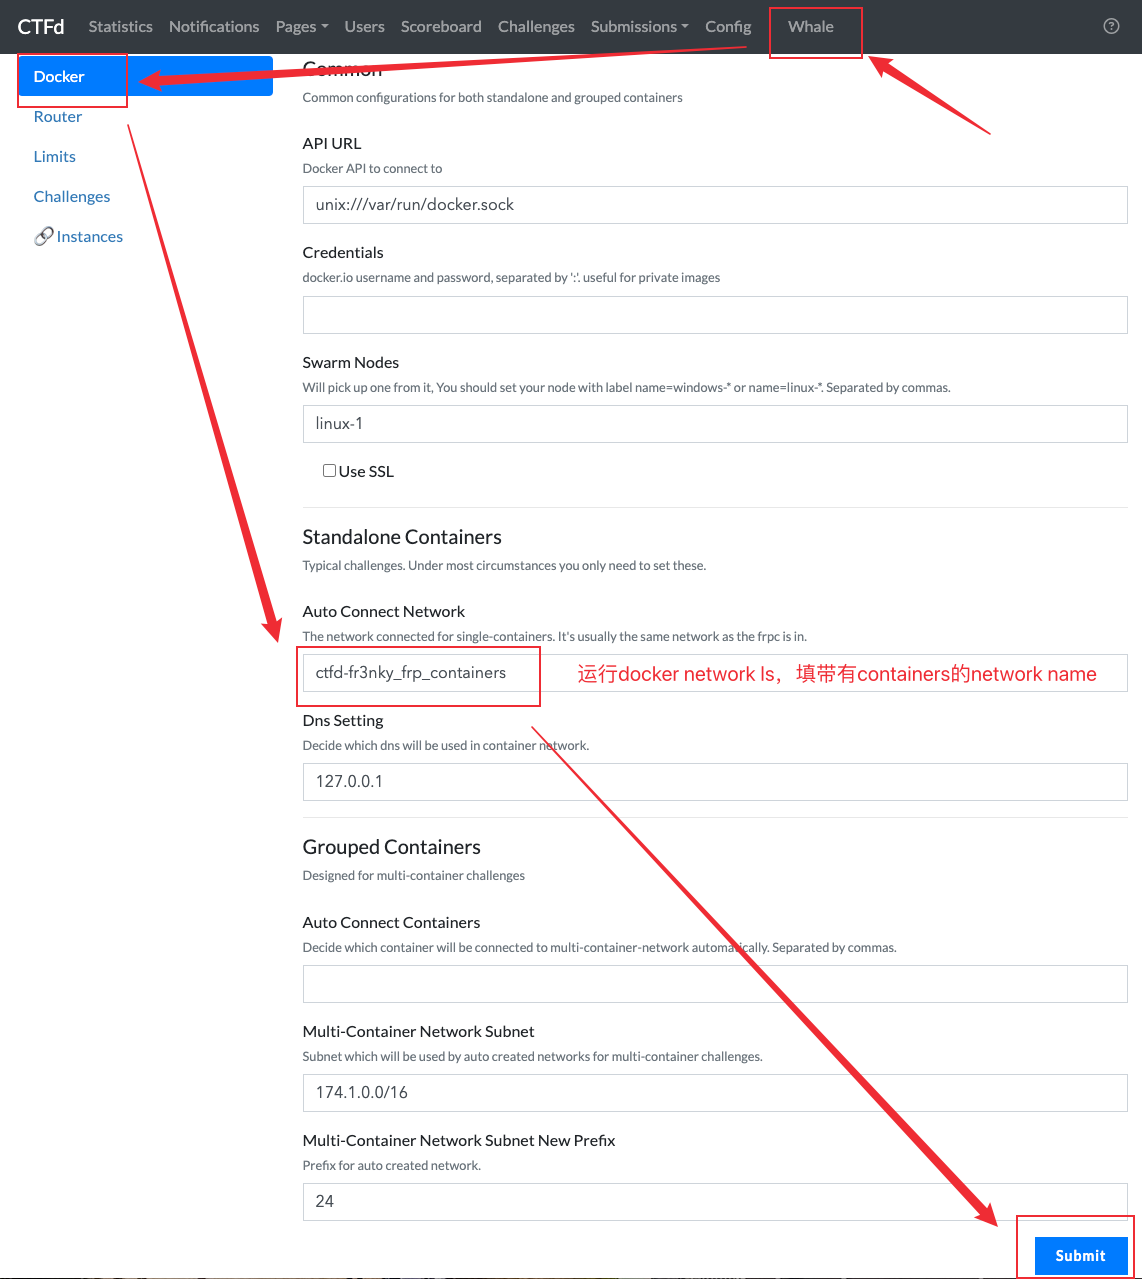 CTFd Statistics Notifications Pages Users Scoreboard Challenges Submissions Config Whale
Docker
Router
Limits
Challenges
Instances
Common
Common configurations for both standalone and grouped containers
API URL
Docker API to connect to
unix:///var/run/docker.sock
Credentials
docker.io username and password, separated by ':'. useful for private images
Swarm Nodes
Will pick up one from it, You should set your node with label name=windows-* or name=linux-*. Separated by commas.
linux-1
Use SSL
Standalone Containers
Typical challenges. Under most circumstances you only need to set these.
Auto Connect Network
The network connected for single-containers. It's usually the same network as the frpc is in.
ctfd-fr3nky_frp_containers 运行docker network ls，填带有containers的network name
Dns Setting
Decide which dns will be used in container network.
127.0.0.1
Grouped Containers
Designed for multi-container challenges
Auto Connect Containers
Decide which container will be connected to multi-container-network automatically. Separated by commas.
Multi-Container Network Subnet
Subnet which will be used by auto created networks for multi-container challenges.
174.1.0.0/16
Multi-Container Network Subnet New Prefix
Prefix for auto created network.
24
Submit